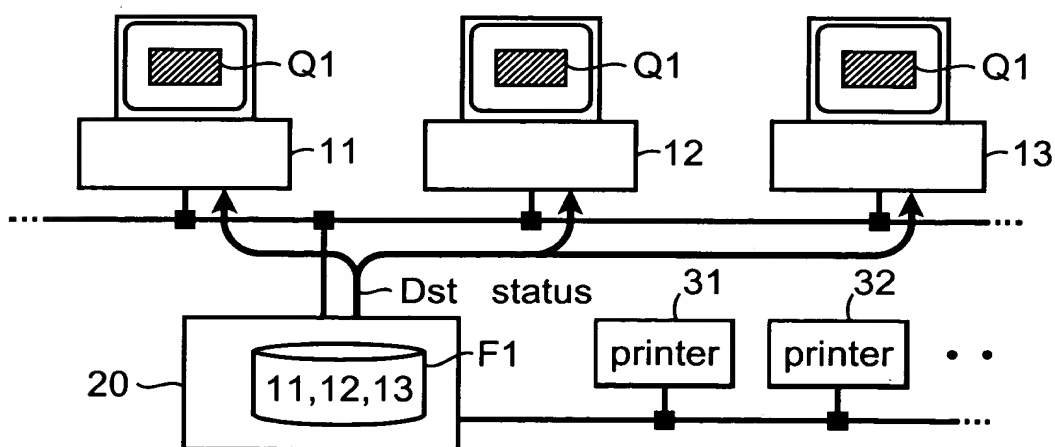 Q1
Q1
Q1
11
12
13
Dst status
31
32
F1
20
11,12,13
printer
printer